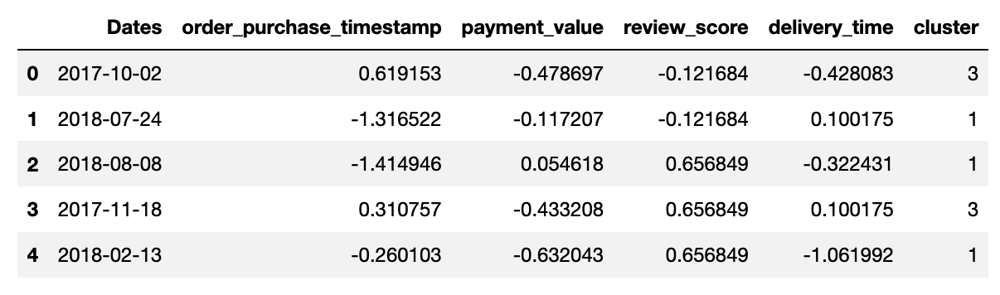 Dates order_purchase_timestamp payment_value review_score delivery_time cluster
0 2017-10-02 0.619153 -0.478697 -0.121684 -0.428083 3
1 2018-07-24 -1.316522 -0.117207 -0.121684 0.100175 1
2 2018-08-08 -1.414946 0.054618 0.656849 -0.322431 1
3 2017-11-18 0.310757 -0.433208 0.656849 0.100175 3
4 2018-02-13 -0.260103 -0.632043 0.656849 -1.061992 1